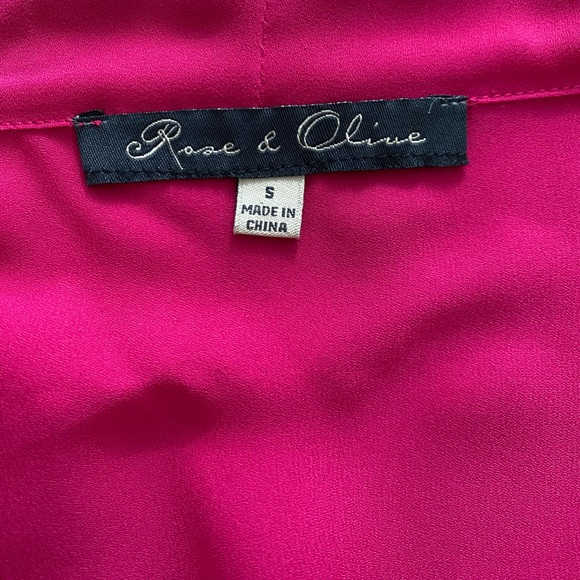 Rose & Olive
S
MADE IN
CHINA